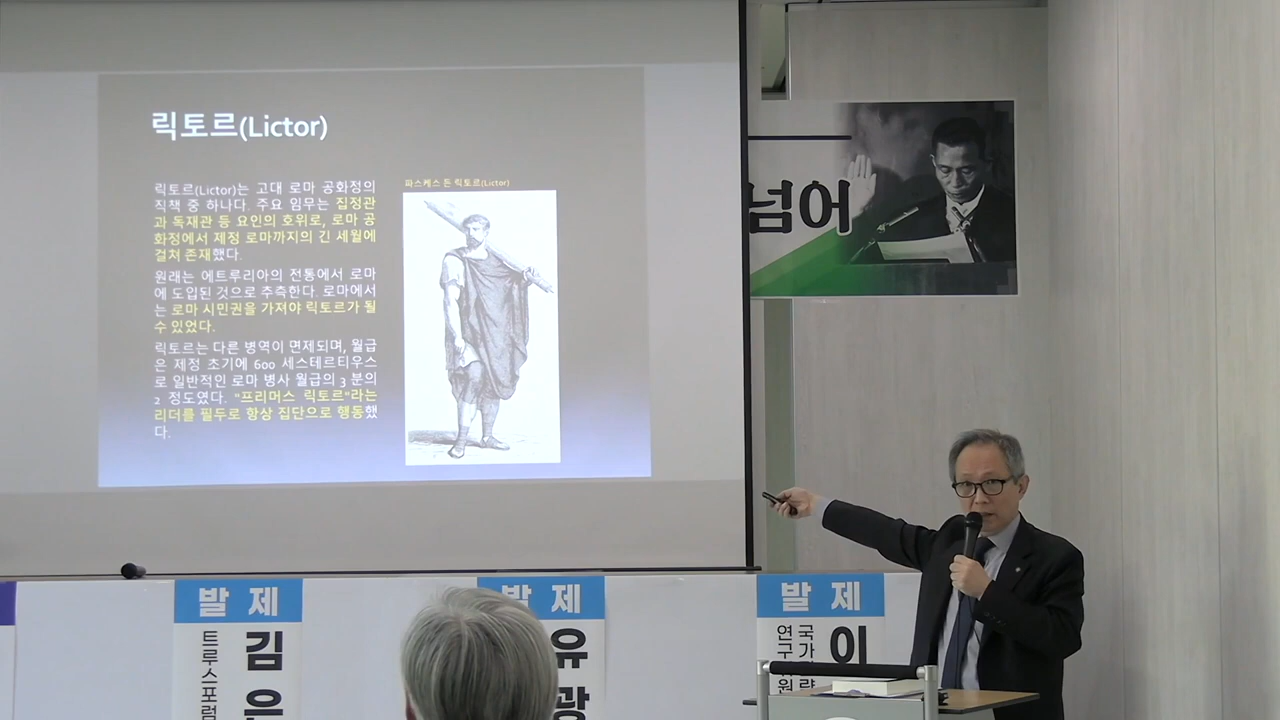 릭토르(Lictor)
릭토르(Lictor)는 고대 로마 공화정의
직책 중 하나다. 주요 임무는 집정관
과 독재관 등 요인의 호위로, 로마 공
화정에서 제정 로마까지의 긴 세월에
걸쳐 존재했다.
원래는 에트루리아의 전통에서 로마
에 도입된 것으로 추측한다. 로마에서
는 로마 시민권을 가져야 릭토르가 될
수 있었다.
릭토르는 다른 병역이 면제되며, 월급
은 제정 초기에 600 세스테르티우스
로 일반적인 로마 병사 월급의 3 분의
2 정도였다. "프리머스 릭토르"라는
리더를 필두로 항상 집단으로 행동했
다.
파스케스 든 릭토르(Lictor)
넘어
발 제
트루스포럼
김
은
발 제
유
광
발 제
연구
국가
원
략
이